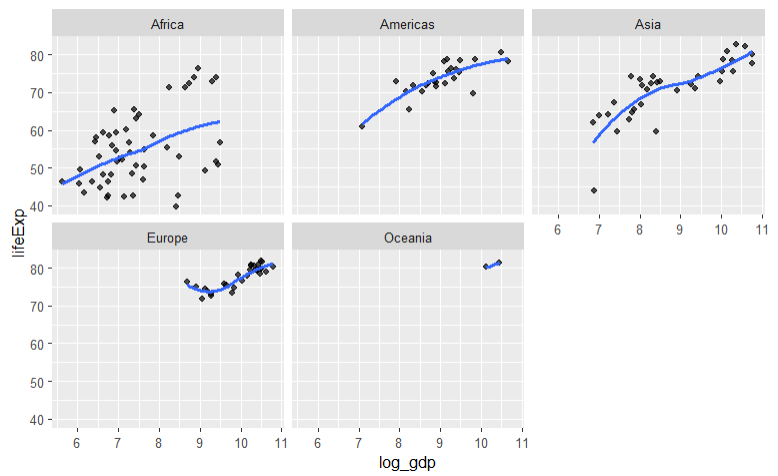 Africa
Americas
Asia
80
70
60
50
40
6 7 8 9 10 11
lifeExp
Europe
Oceania
80
70
60
50
40
6 7 8 9 10 11
6 7 8 9 10 11
log_gdp